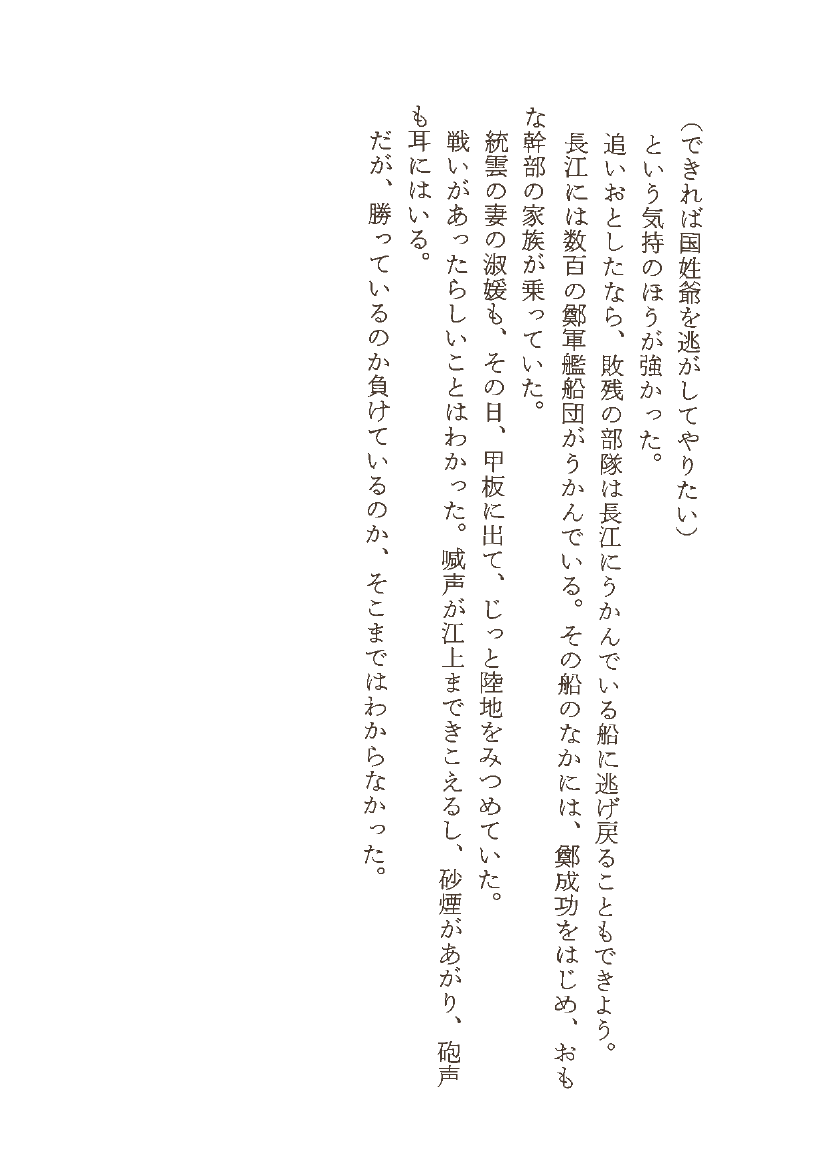 （できれば国姓爺を逃がしてやりたい）
という気持のほうが強かった。
追いおとしたなら、敗残の部隊は長江にうかんでいる船に逃げ戻ることもできよう。
長江には数百の鄭軍艦船団がうかんでいる。その船のなかには、鄭成功をはじめ、おも
な幹部の家族が乗っていた。
統雲の妻の淑媛も、その日、甲板に出て、じっと陸地をみつめていた。
戦いがあったらしいことはわかった。喊声が江上まできこえるし、砂煙があがり、砲声
も耳にはいる。
だが、勝っているのか負けているのか、そこまではわからなかった。